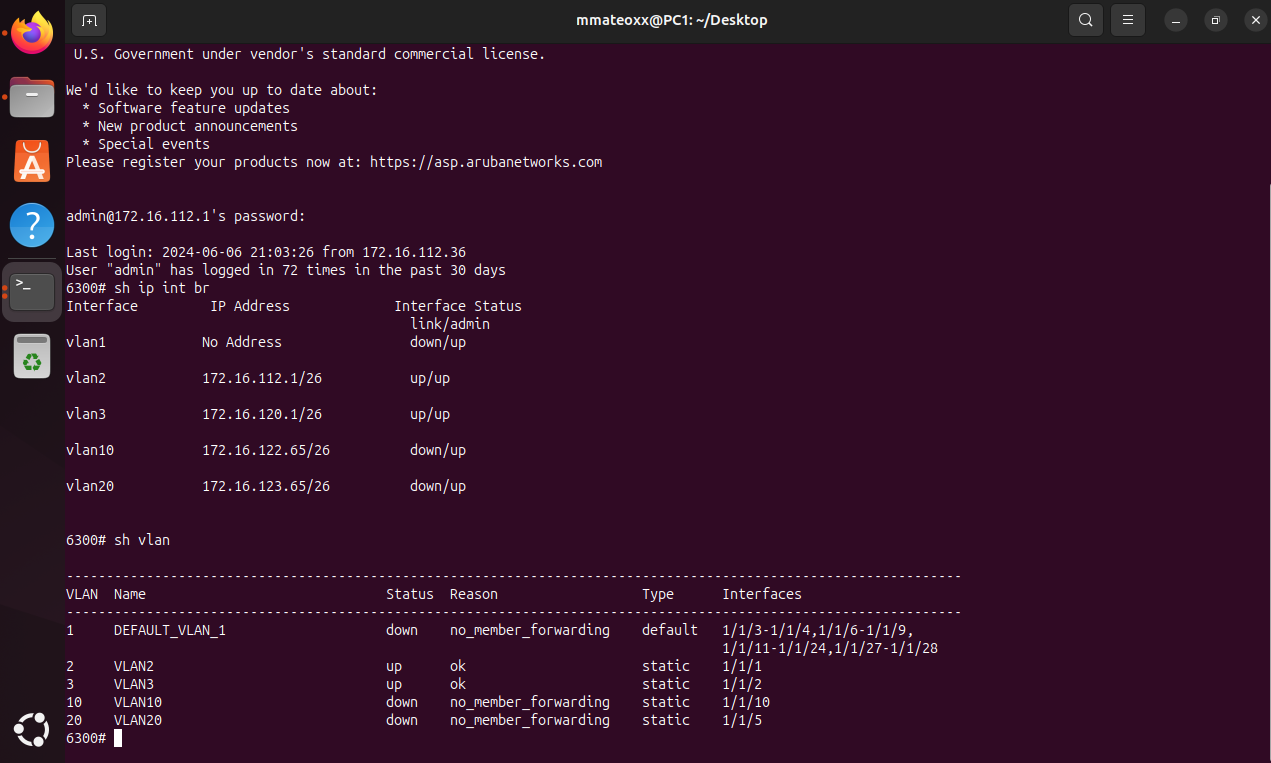 mmateoxx@PC1: ~/Desktop
U.S. Government under vendor's standard commercial license.
We'd like to keep you up to date about:
* Software feature updates
* New product announcements
* Special events
Please register your products now at: https://asp.arubanetworks.com
admin@172.16.112.1's password:
Last login: 2024-06-06 21:03:26 from 172.16.112.36
User "admin" has logged in 72 times in the past 30 days
6300# sh ip int br
Interface IP Address Interface Status
link/admin
vlan1 No Address down/up
vlan2 172.16.112.1/26 up/up
vlan3 172.16.120.1/26 up/up
vlan10 172.16.122.65/26 down/up
vlan20 172.16.123.65/26 down/up
6300# sh vlan
----------------------------------------------------------------------------------------------------------------
VLAN Name Status Reason Type Interfaces
----------------------------------------------------------------------------------------------------------------
1 DEFAULT_VLAN_1 down no_member_forwarding default 1/1/3-1/1/4,1/1/6-1/1/9,
1/1/11-1/1/24,1/1/27-1/1/28
2 VLAN2 up ok static 1/1/1
3 VLAN3 up ok static 1/1/2
10 VLAN10 down no_member_forwarding static 1/1/10
20 VLAN20 down no_member_forwarding static 1/1/5
6300#